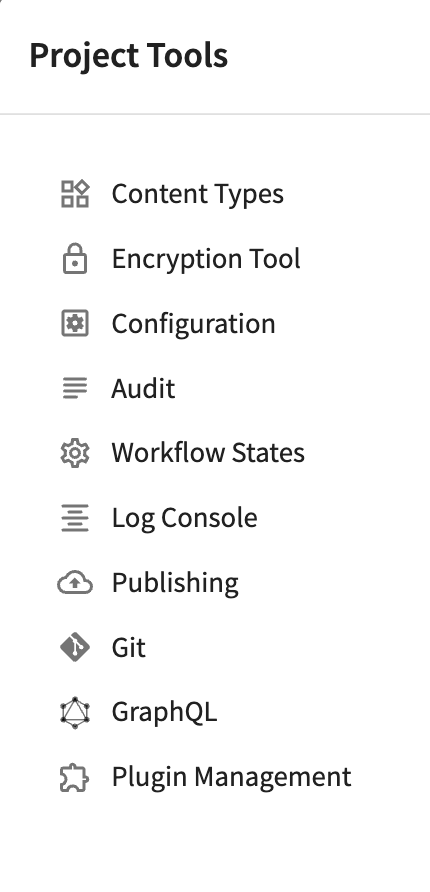 Project Tools
Content Types
Encryption Tool
Configuration
Audit
Workflow States
Log Console
Publishing
Git
GraphQL
Plugin Management